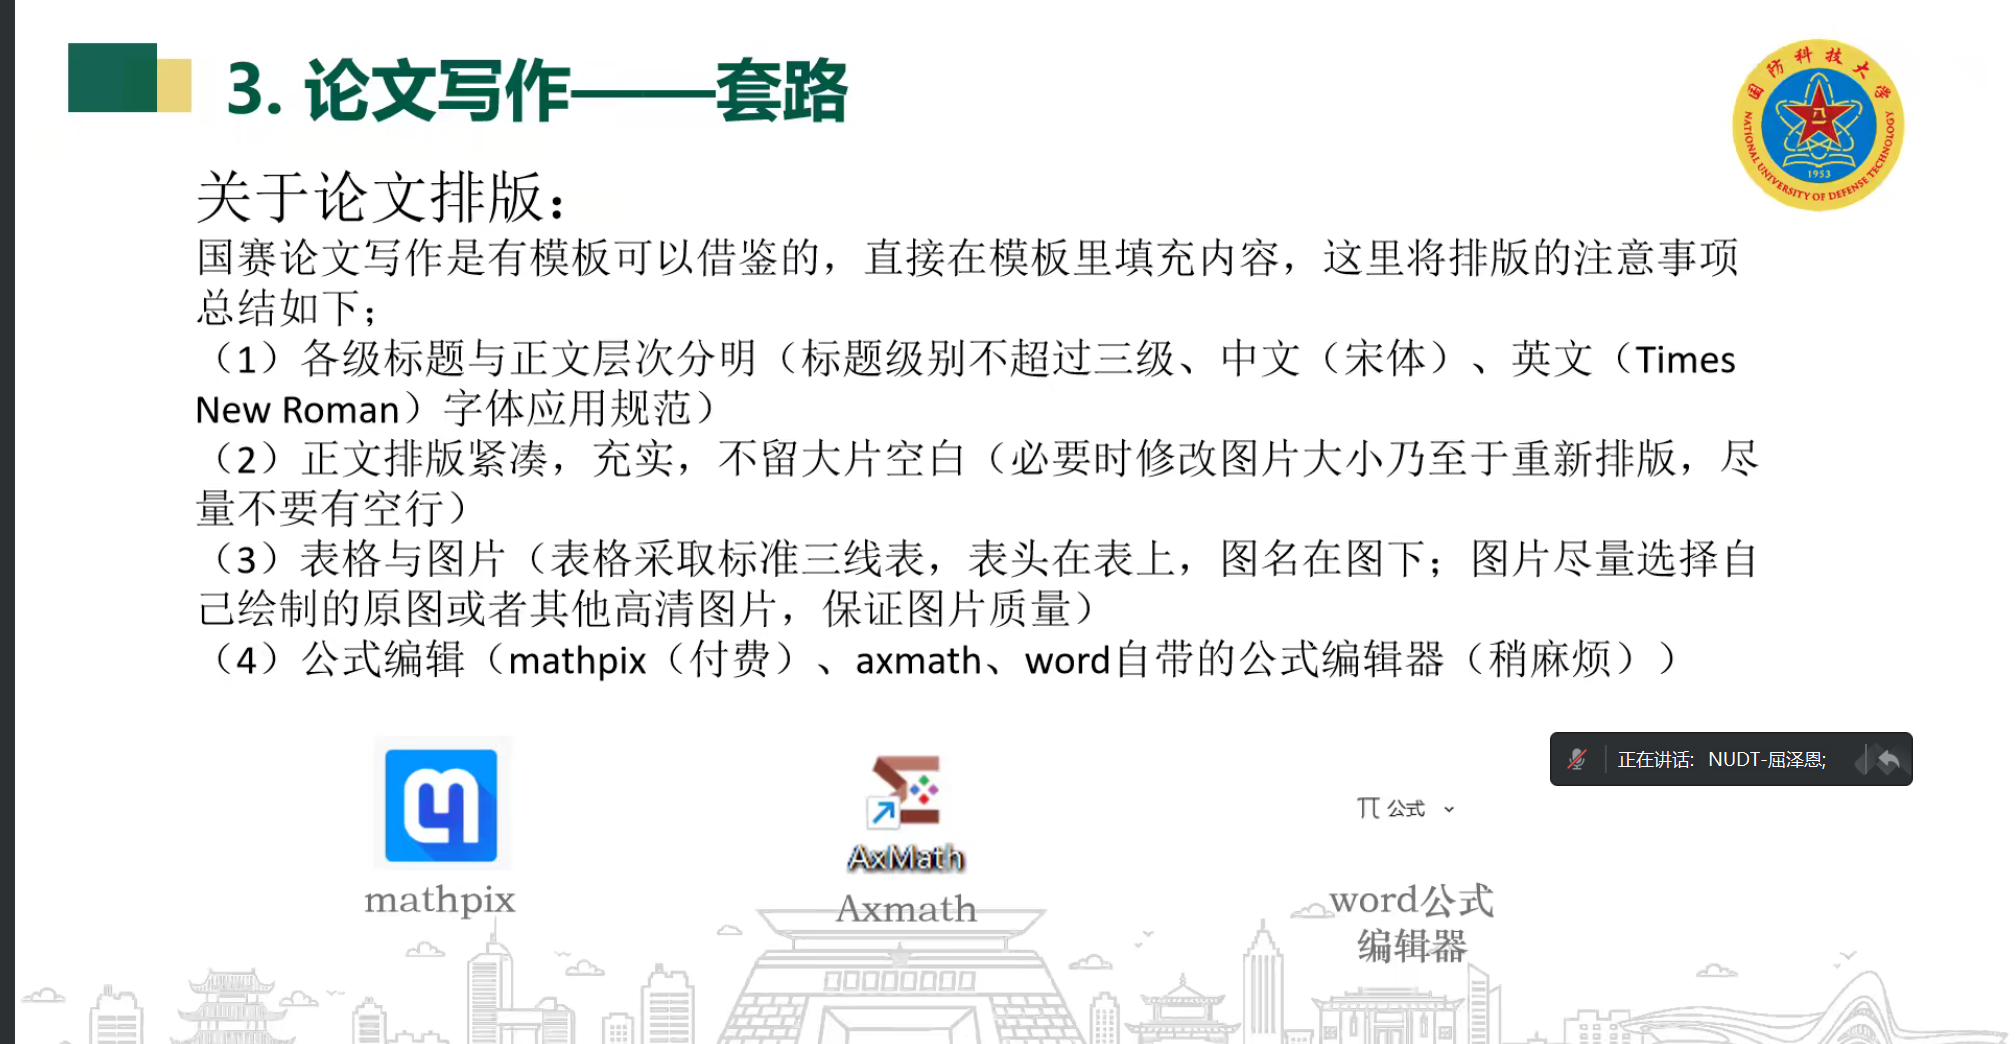 3. 论文写作——套路
国防科技大学
NATIONAL UNIVERSITY OF DEFENSE TECHNOLOGY
八一
1953
关于论文排版：
国赛论文写作是有模板可以借鉴的，直接在模板里填充内容，这里将排版的注意事项
总结如下；
（1）各级标题与正文层次分明（标题级别不超过三级、中文（宋体）、英文（Times
New Roman）字体应用规范）
（2）正文排版紧凑，充实，不留大片空白（必要时修改图片大小乃至于重新排版，尽
量不要有空行）
（3）表格与图片（表格采取标准三线表，表头在表上，图名在图下；图片尽量选择自
己绘制的原图或者其他高清图片，保证图片质量）
（4）公式编辑（mathpix（付费）、axmath、word自带的公式编辑器（稍麻烦））
正在讲话: NUDT-屈泽恩;
π 公式
AxMath
mathpix
Axmath
word公式
编辑器